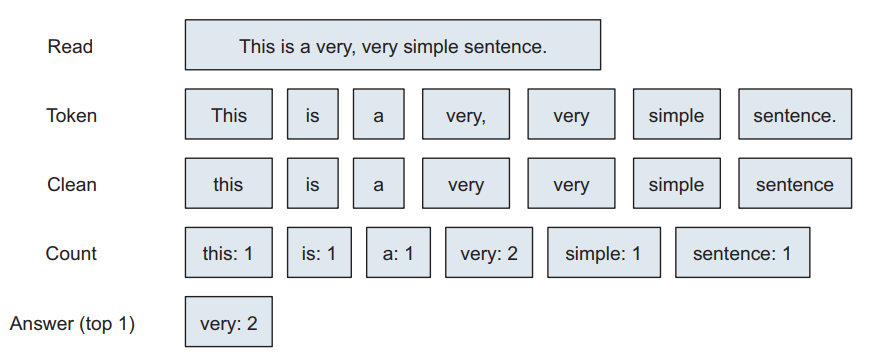 Read This is a very, very simple sentence.
Token This is a very, very simple sentence.
Clean this is a very very simple sentence
Count this: 1 is: 1 a: 1 very: 2 simple: 1 sentence: 1
Answer (top 1) very: 2